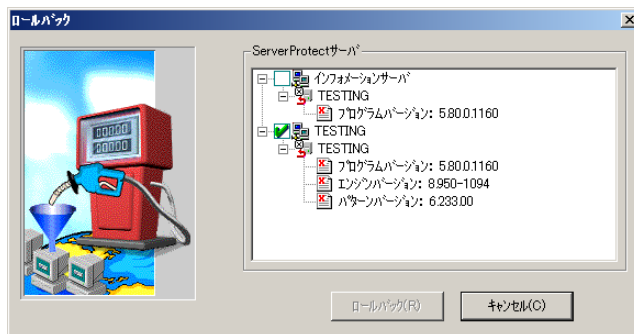 ロールバック
ServerProtectサーバ
インフォメーションサーバ
TESTING
プログラムバージョン: 5.80.0.1160
TESTING
TESTING
プログラムバージョン: 5.80.0.1160
エンジンバージョン: 8.950-1094
パターンバージョン: 6.233.00
00000
00000
ロールバック(R)
キャンセル(C)